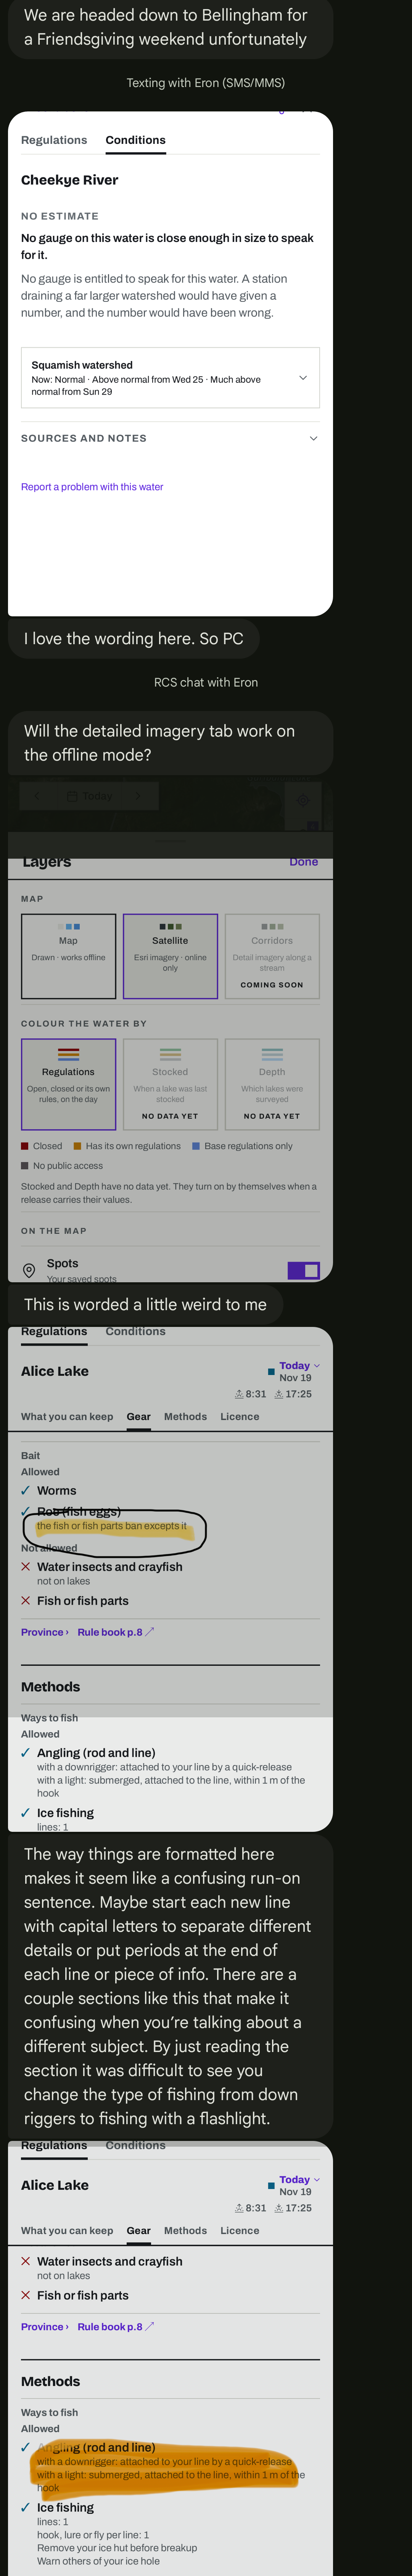 We are headed down to Bellingham for
a Friendsgiving weekend unfortunately
Texting with Eron (SMS/MMS)
Regulations Conditions
Cheekye River
NO ESTIMATE
No gauge on this water is close enough in size to speak
for it.
No gauge is entitled to speak for this water. A station
draining a far larger watershed would have given a
number, and the number would have been wrong.
Squamish watershed
Now: Normal · Above normal from Wed 25 · Much above
normal from Sun 29
SOURCES AND NOTES
Report a problem with this water
I love the wording here. So PC
RCS chat with Eron
Will the detailed imagery tab work on
the offline mode?
Today
Layers Done
MAP
Map
Drawn · works offline
Satellite
Esri imagery · online
only
Corridors
Detail imagery along a
stream
COMING SOON
COLOUR THE WATER BY
Regulations
Open, closed or its own
rules, on the day
Stocked
When a lake was last
stocked
NO DATA YET
Depth
Which lakes were
surveyed
NO DATA YET
Closed Has its own regulations Base regulations only
No public access
Stocked and Depth have no data yet. They turn on by themselves when a
release carries their values.
ON THE MAP
Spots
Your saved spots
This is worded a little weird to me
Regulations Conditions
Alice Lake
Today
Nov 19
8:31 17:25
What you can keep Gear Methods Licence
Bait
Allowed
Worms
Roe (fish eggs)
the fish or fish parts ban excepts it
Not allowed
Water insects and crayfish
not on lakes
Fish or fish parts
Province › Rule book p.8 ↗
Methods
Ways to fish
Allowed
Angling (rod and line)
with a downrigger: attached to your line by a quick-release
with a light: submerged, attached to the line, within 1 m of the
hook
Ice fishing
lines: 1
The way things are formatted here
makes it seem like a confusing run-on
sentence. Maybe start each new line
with capital letters to separate different
details or put periods at the end of
each line or piece of info. There are a
couple sections like this that make it
confusing when you’re talking about a
different subject. By just reading the
section it was difficult to see you
change the type of fishing from down
riggers to fishing with a flashlight.
Regulations Conditions
Alice Lake
Today
Nov 19
8:31 17:25
What you can keep Gear Methods Licence
Water insects and crayfish
not on lakes
Fish or fish parts
Province › Rule book p.8 ↗
Methods
Ways to fish
Allowed
Angling (rod and line)
with a downrigger: attached to your line by a quick-release
with a light: submerged, attached to the line, within 1 m of the
hook
Ice fishing
lines: 1
hook, lure or fly per line: 1
Remove your ice hut before breakup
Warn others of your ice hole